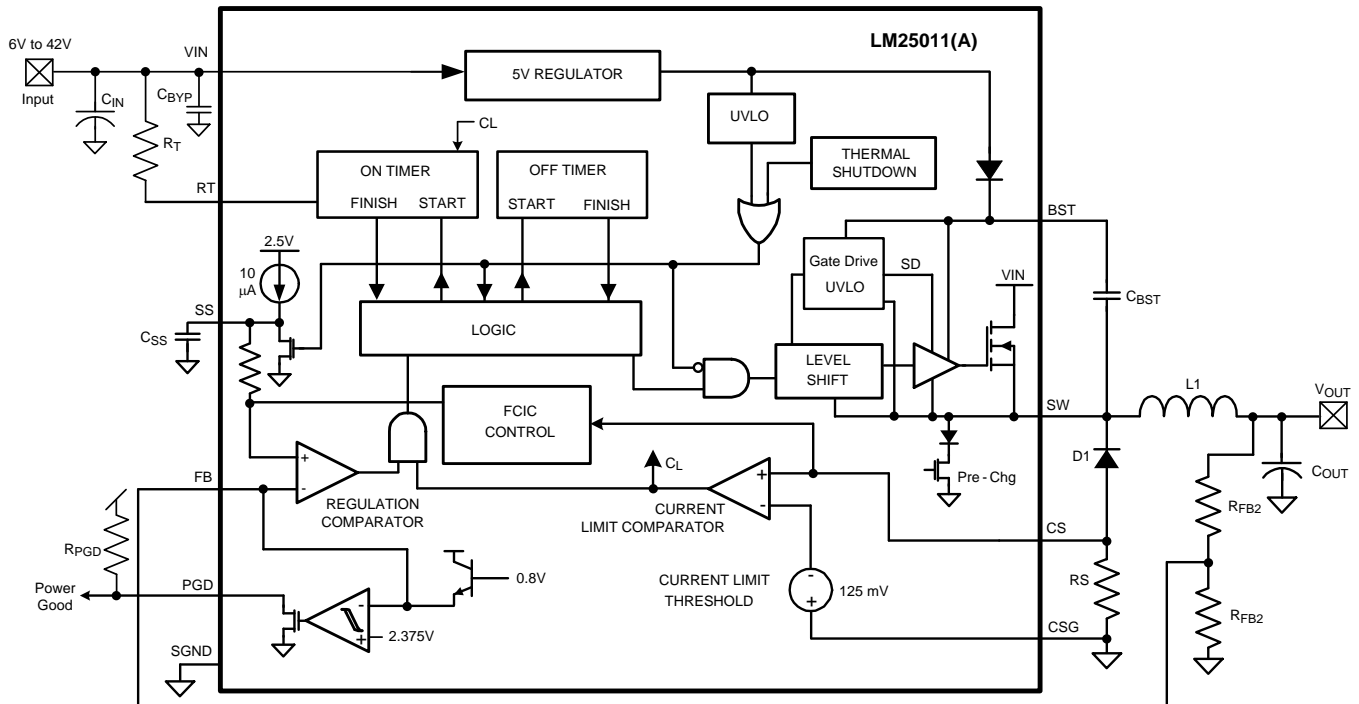 LM25011(A)
6V to 42V
VIN
Input
CIN
CBYP
RT
RT
5V REGULATOR
UVLO
CL
THERMAL
SHUTDOWN
ON TIMER
FINISH START
OFF TIMER
START FINISH
BST
2.5V
10
μA
Gate Drive
UVLO
SD
VIN
CBST
SS
CSS
LOGIC
LEVEL
SHIFT
L1
VOUT
SW
FCIC
CONTROL
D1
COUT
CL
Pre - Chg
+
-
REGULATION
COMPARATOR
+
-
CURRENT
LIMIT COMPARATOR
FB
RFB2
CS
RPGD
0.8V
CURRENT LIMIT
THRESHOLD
-
+
125 mV
RS
RFB2
Power
Good
PGD
-
+
2.375V
CSG
SGND